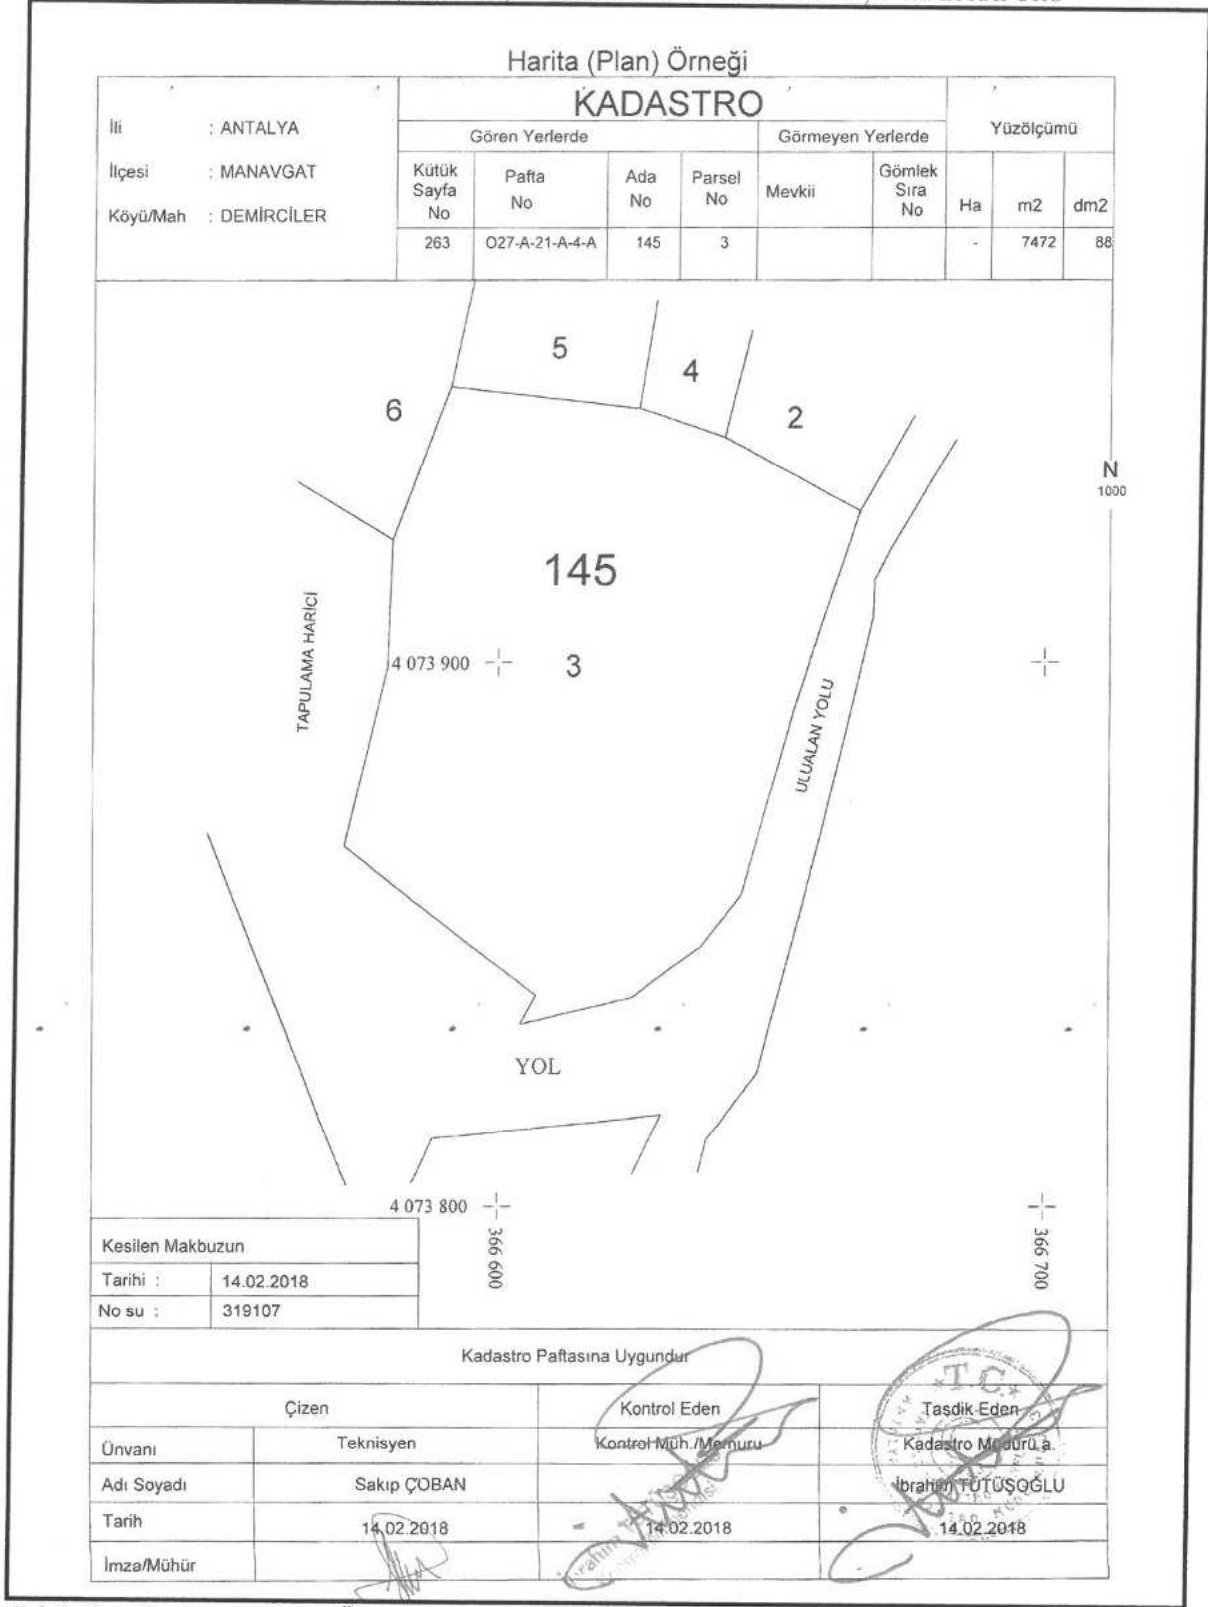 Harita (Plan) Örneği
İli : ANTALYA
İlçesi : MANAVGAT
Köyü/Mah : DEMİRCİLER
KADASTRO
Gören Yerlerde
Görmeyen Yerlerde
Yüzölçümü
Kütük Sayfa No
Pafta No
Ada No
Parsel No
Mevkii
Gömlek Sıra No
Ha
m2
dm2
263 O27-A-21-A-4-A 145 3 - 7472 88
5
4
6
2
N
1000
145
TAPULAMA HARİCİ
4 073 900
3
ULUALAN YOLU
YOL
4 073 800
366 600
366 700
Kesilen Makbuzun
Tarihi : 14.02.2018
No su : 319107
Kadastro Paftasına Uygundur
Çizen Kontrol Eden Tasdik Eden
Ünvanı Teknisyen Kontrol Müh./Memuru Kadastro Müdürü a.
Adı Soyadı Sakıp ÇOBAN İbrahim TÜTÜŞOĞLU
Tarih 14.02.2018 14.02.2018 14.02.2018
İmza/Mühür
T.C.